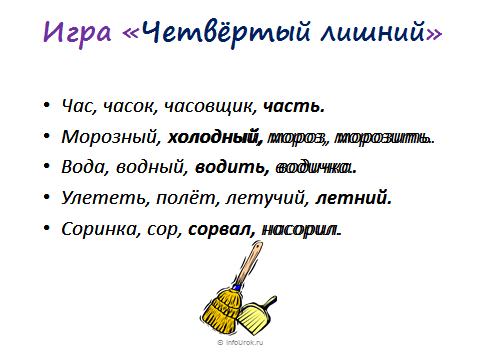 Игра «Четвёртый лишний»
• Час, часок, часовщик, часть.
• Морозный, холодный, мороз, морозить.
• Вода, водный, водить, водичка.
• Улететь, полёт, летучий, летний.
• Соринка, сор, сорвал, насорил.
© InfoUrok.ru